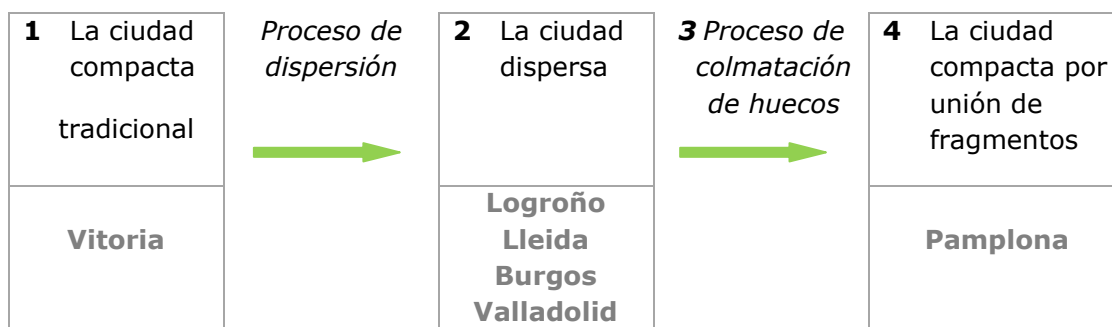 1 La ciudad
compacta
tradicional
Proceso de
dispersión
2 La ciudad
dispersa
3 Proceso de
colmatación
de huecos
4 La ciudad
compacta por
unión de
fragmentos
Vitoria
Logroño
Lleida
Burgos
Valladolid
Pamplona